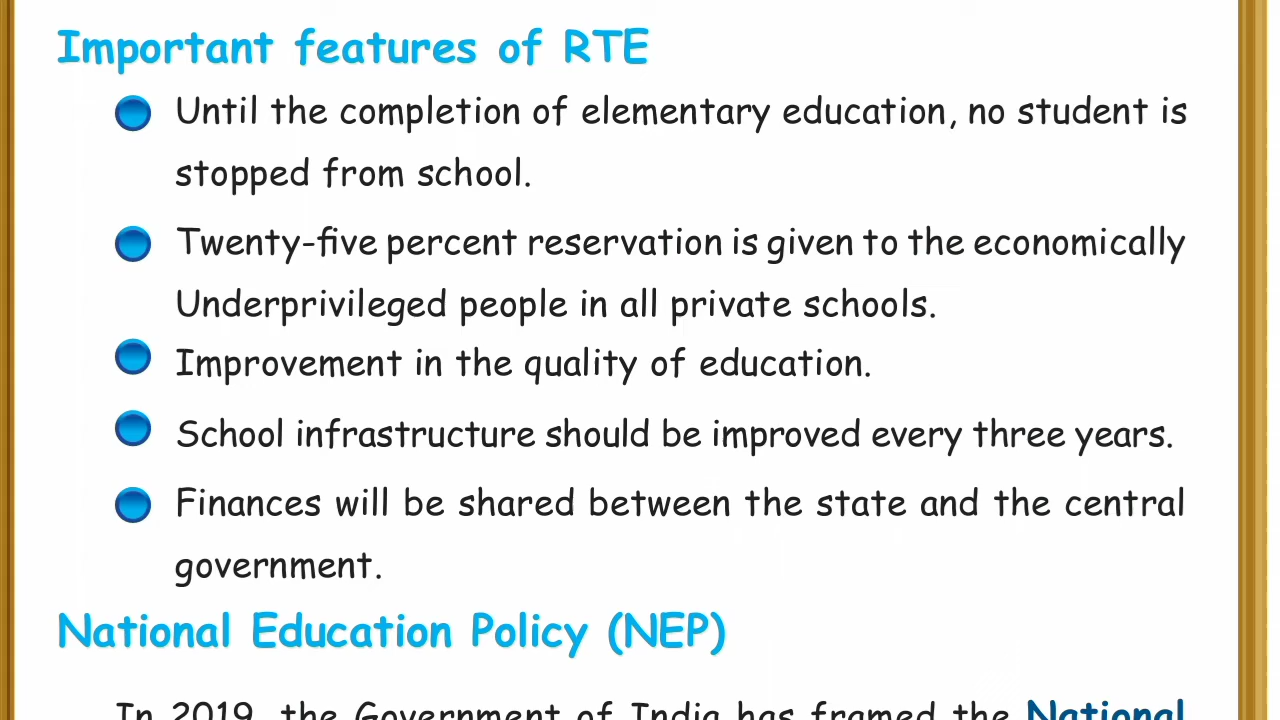 Important features of RTE
Until the completion of elementary education, no student is
stopped from school.
Twenty-five percent reservation is given to the economically
Underprivileged people in all private schools.
Improvement in the quality of education.
School infrastructure should be improved every three years.
Finances will be shared between the state and the central
government.
National Education Policy (NEP)
In 2019, the Government of India has framed the National